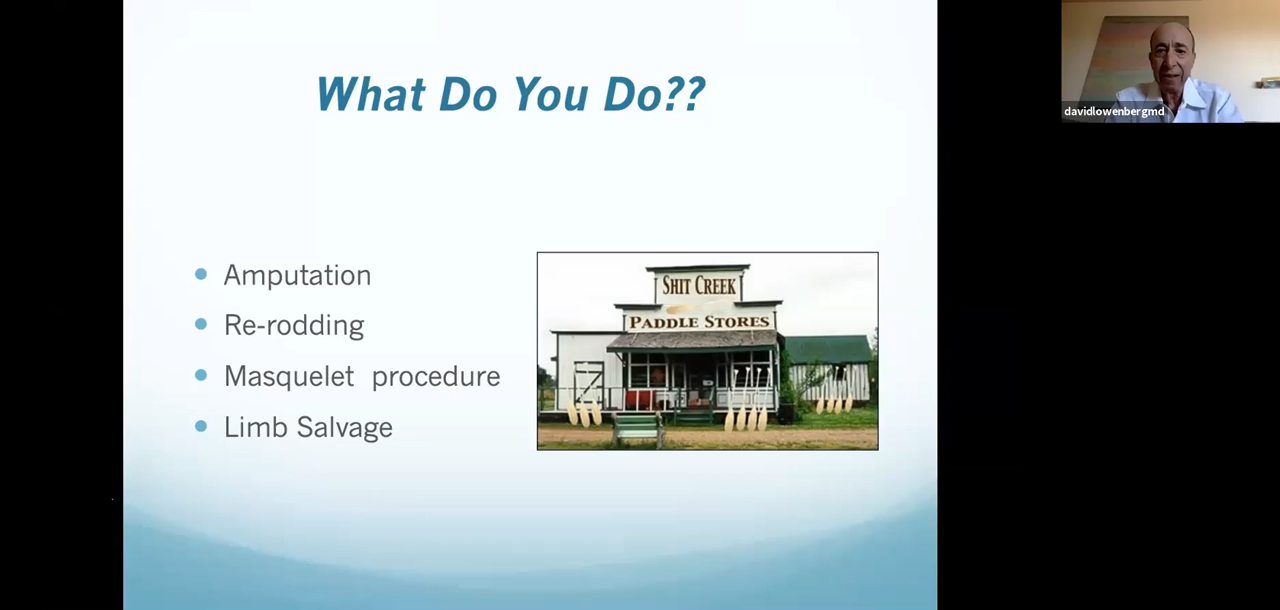 What Do You Do??
Amputation
Re-rodding
Masquelet procedure
Limb Salvage
SHIT CREEK
PADDLE STORES
davidlowenbergmd